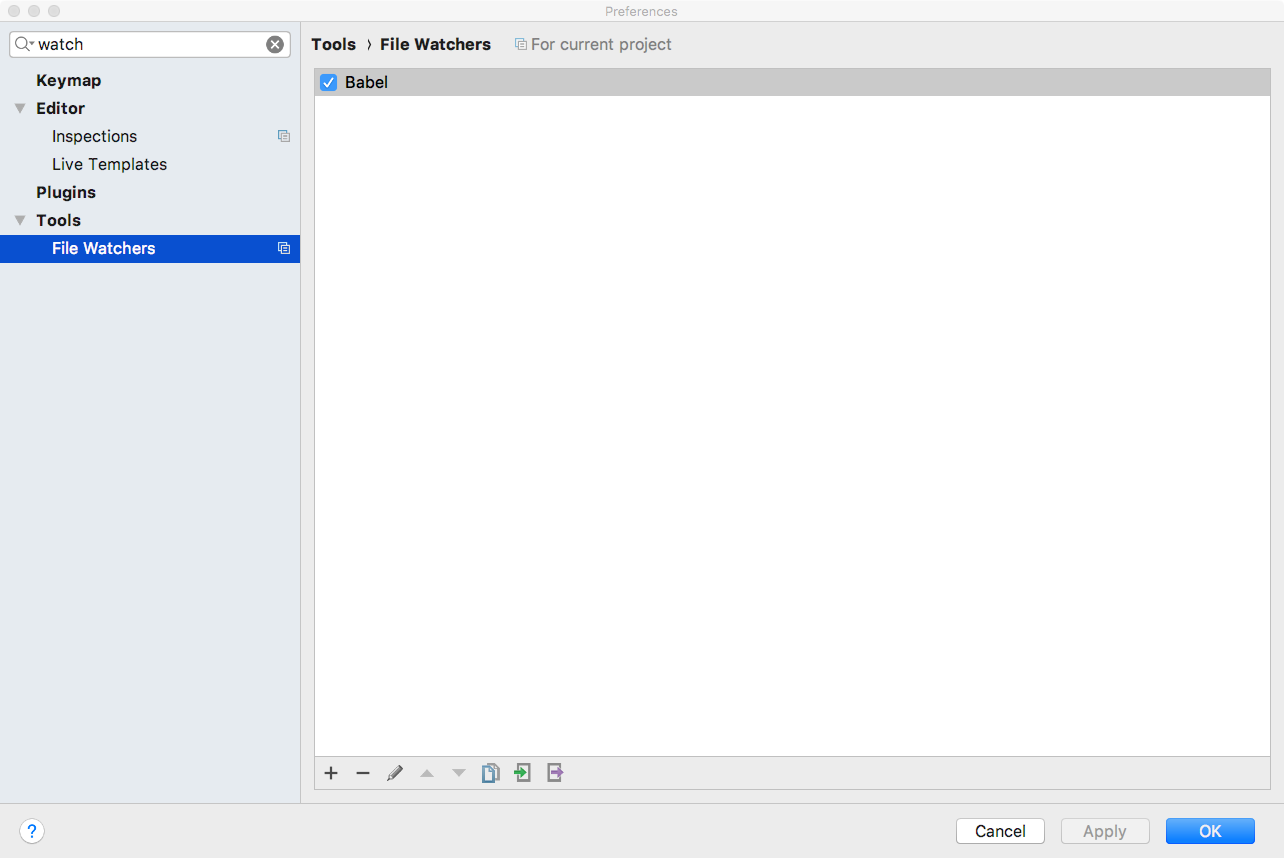 Preferences
watch
Tools › File Watchers For current project
Keymap
Editor
Inspections
Live Templates
Plugins
Tools
File Watchers
Babel
?
Cancel
Apply
OK